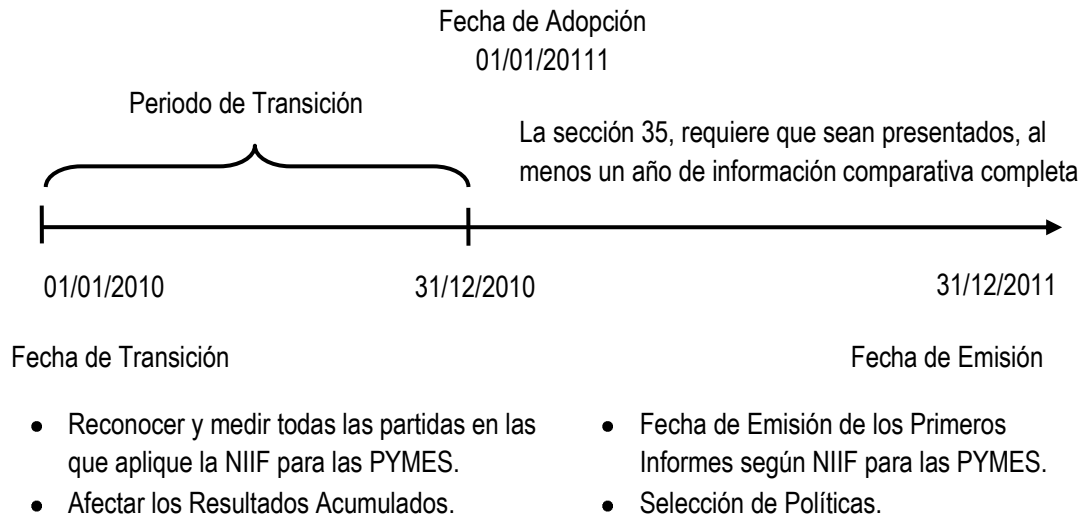 Fecha de Adopción
01/01/20111
Periodo de Transición
La sección 35, requiere que sean presentados, al
menos un año de información comparativa completa
01/01/2010
31/12/2010
31/12/2011
Fecha de Transición
Fecha de Emisión
• Reconocer y medir todas las partidas en las
que aplique la NIIF para las PYMES.
• Afectar los Resultados Acumulados.
• Fecha de Emisión de los Primeros
Informes según NIIF para las PYMES.
• Selección de Políticas.